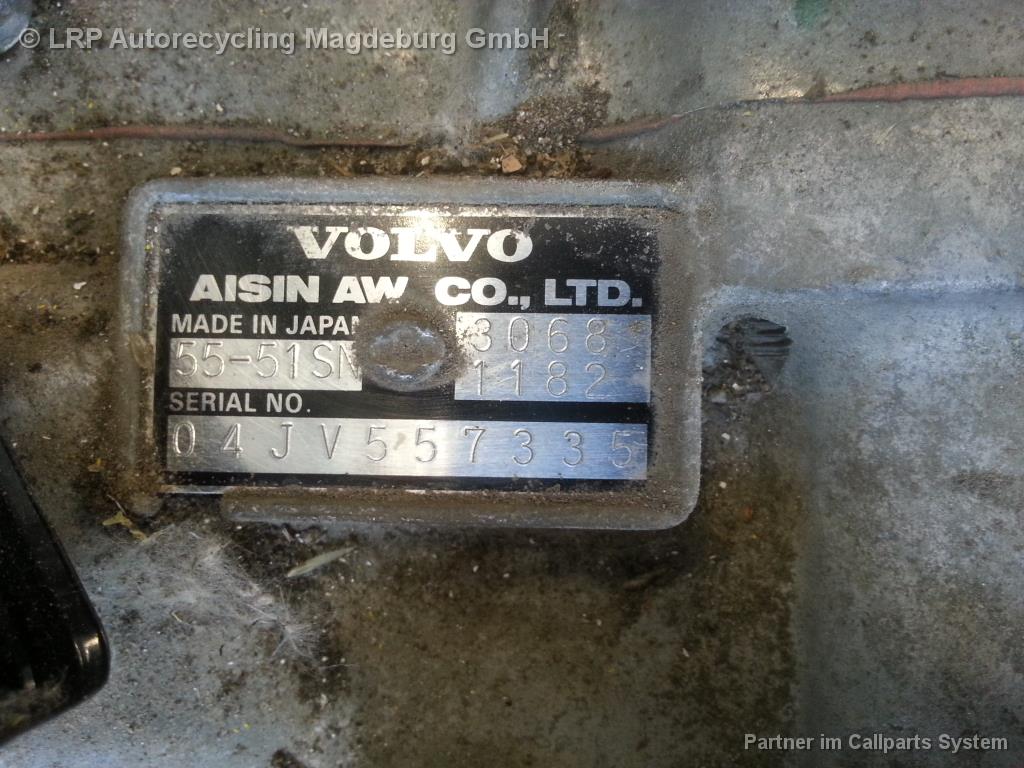 © LRP Autorecycling Magdeburg GmbH
VOLVO
AISIN AW CO., LTD.
MADE IN JAPAN
3068
55-51SN
1182
SERIAL NO.
04JV557335
Partner im Callparts System